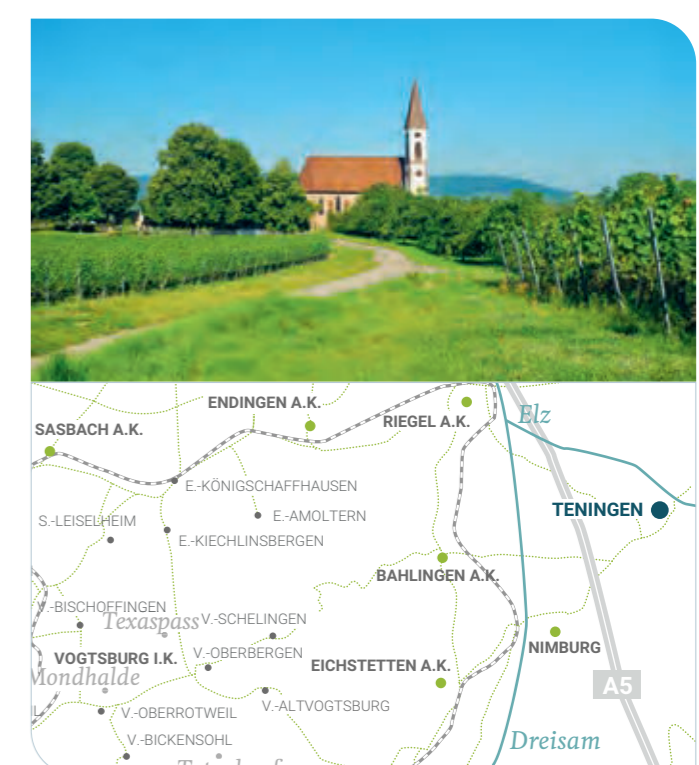 ENDINGEN A.K.
Elz
RIEGEL A.K.
SASBACH A.K.
E.-KÖNIGSCHAFFHAUSEN
TENINGEN
S.-LEISELHEIM
E.-AMOLTERN
E.-KIECHLINSBERGEN
BAHLINGEN A.K.
V.-BISCHOFFINGEN
Texaspass
V.-SCHELINGEN
NIMBURG
V.-OBERBERGEN
VOGTSBURG I.K.
EICHSTETTEN A.K.
Mondhalde
A5
V.-ALTVOGTSBURG
V.-OBERROTWEIL
V.-BICKENSOHL
Dreisam